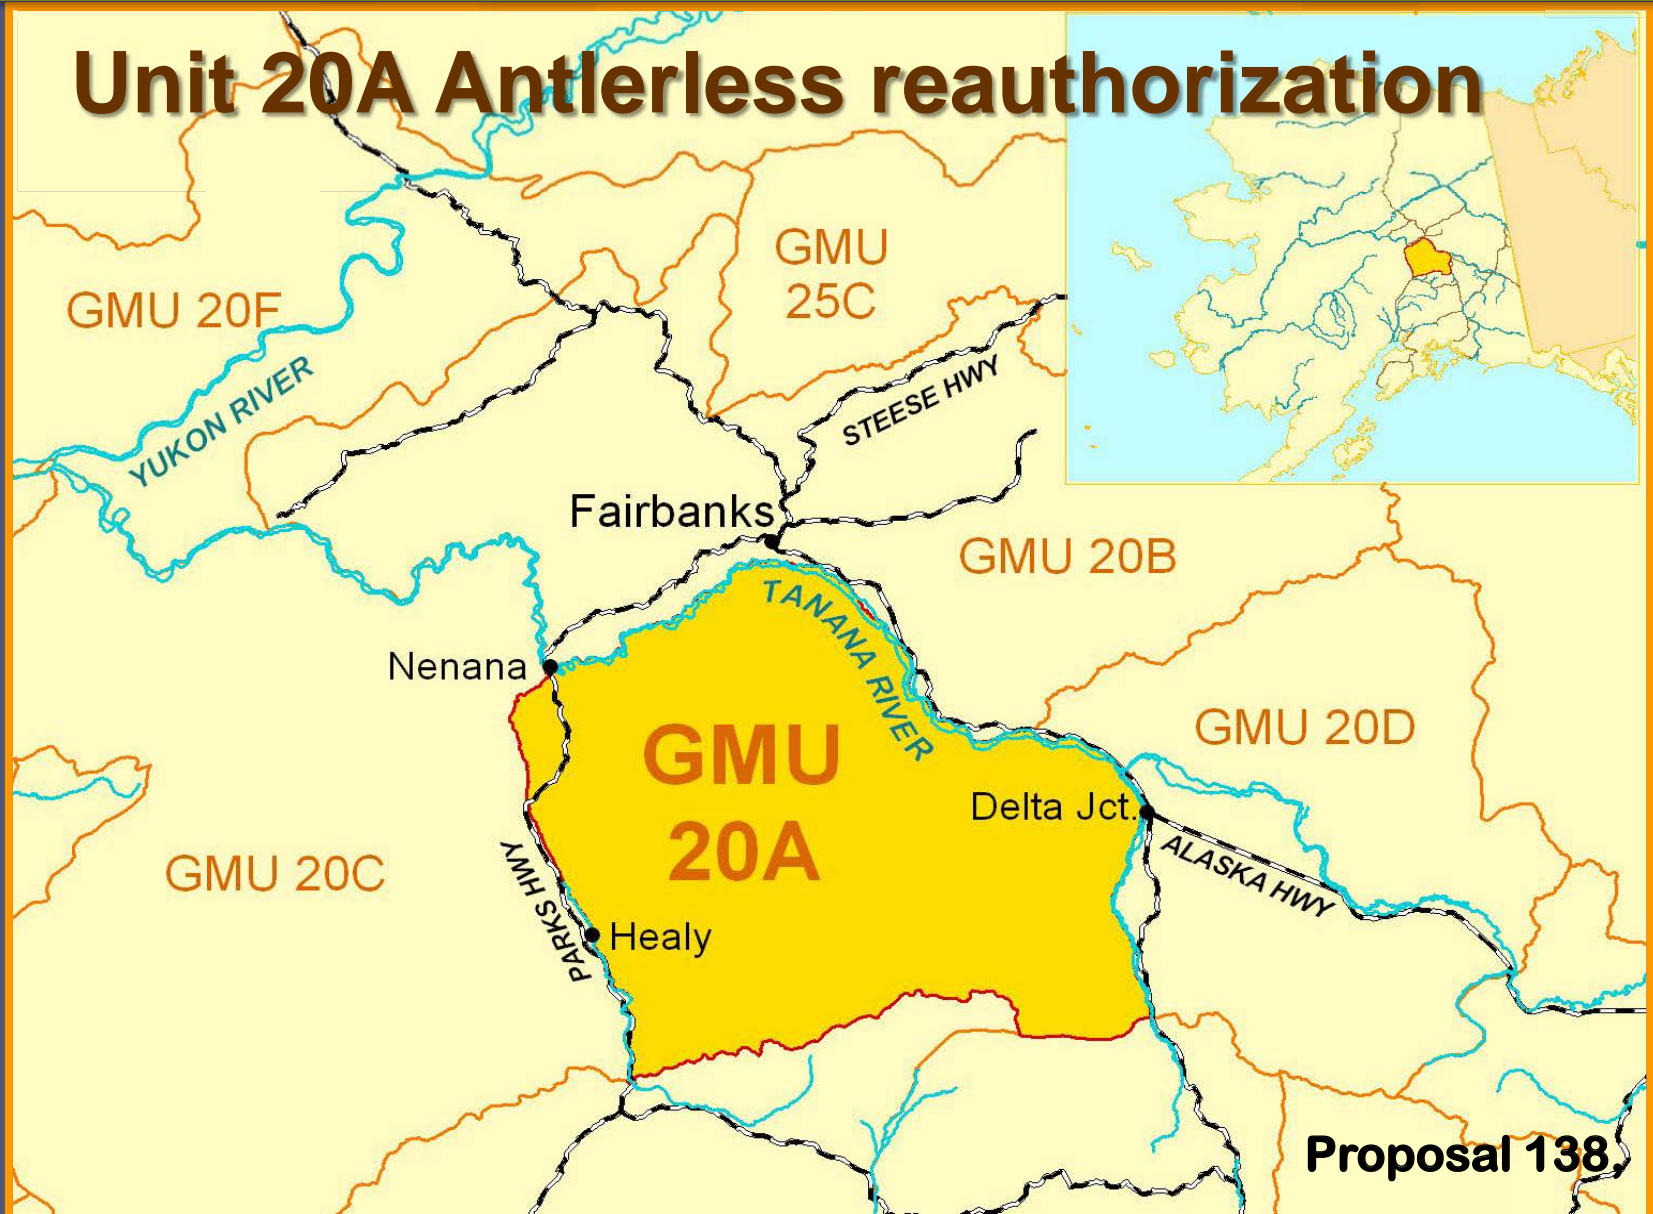 Unit 20A Antlerless reauthorization
GMU
25C
GMU 20F
YUKON RIVER
STEESE HWY
Fairbanks
GMU 20B
TANANA RIVER
Nenana
GMU
20A
GMU 20D
Delta Jct.
ALASKA HWY
GMU 20C
PARKS HWY
Healy
Proposal 138.